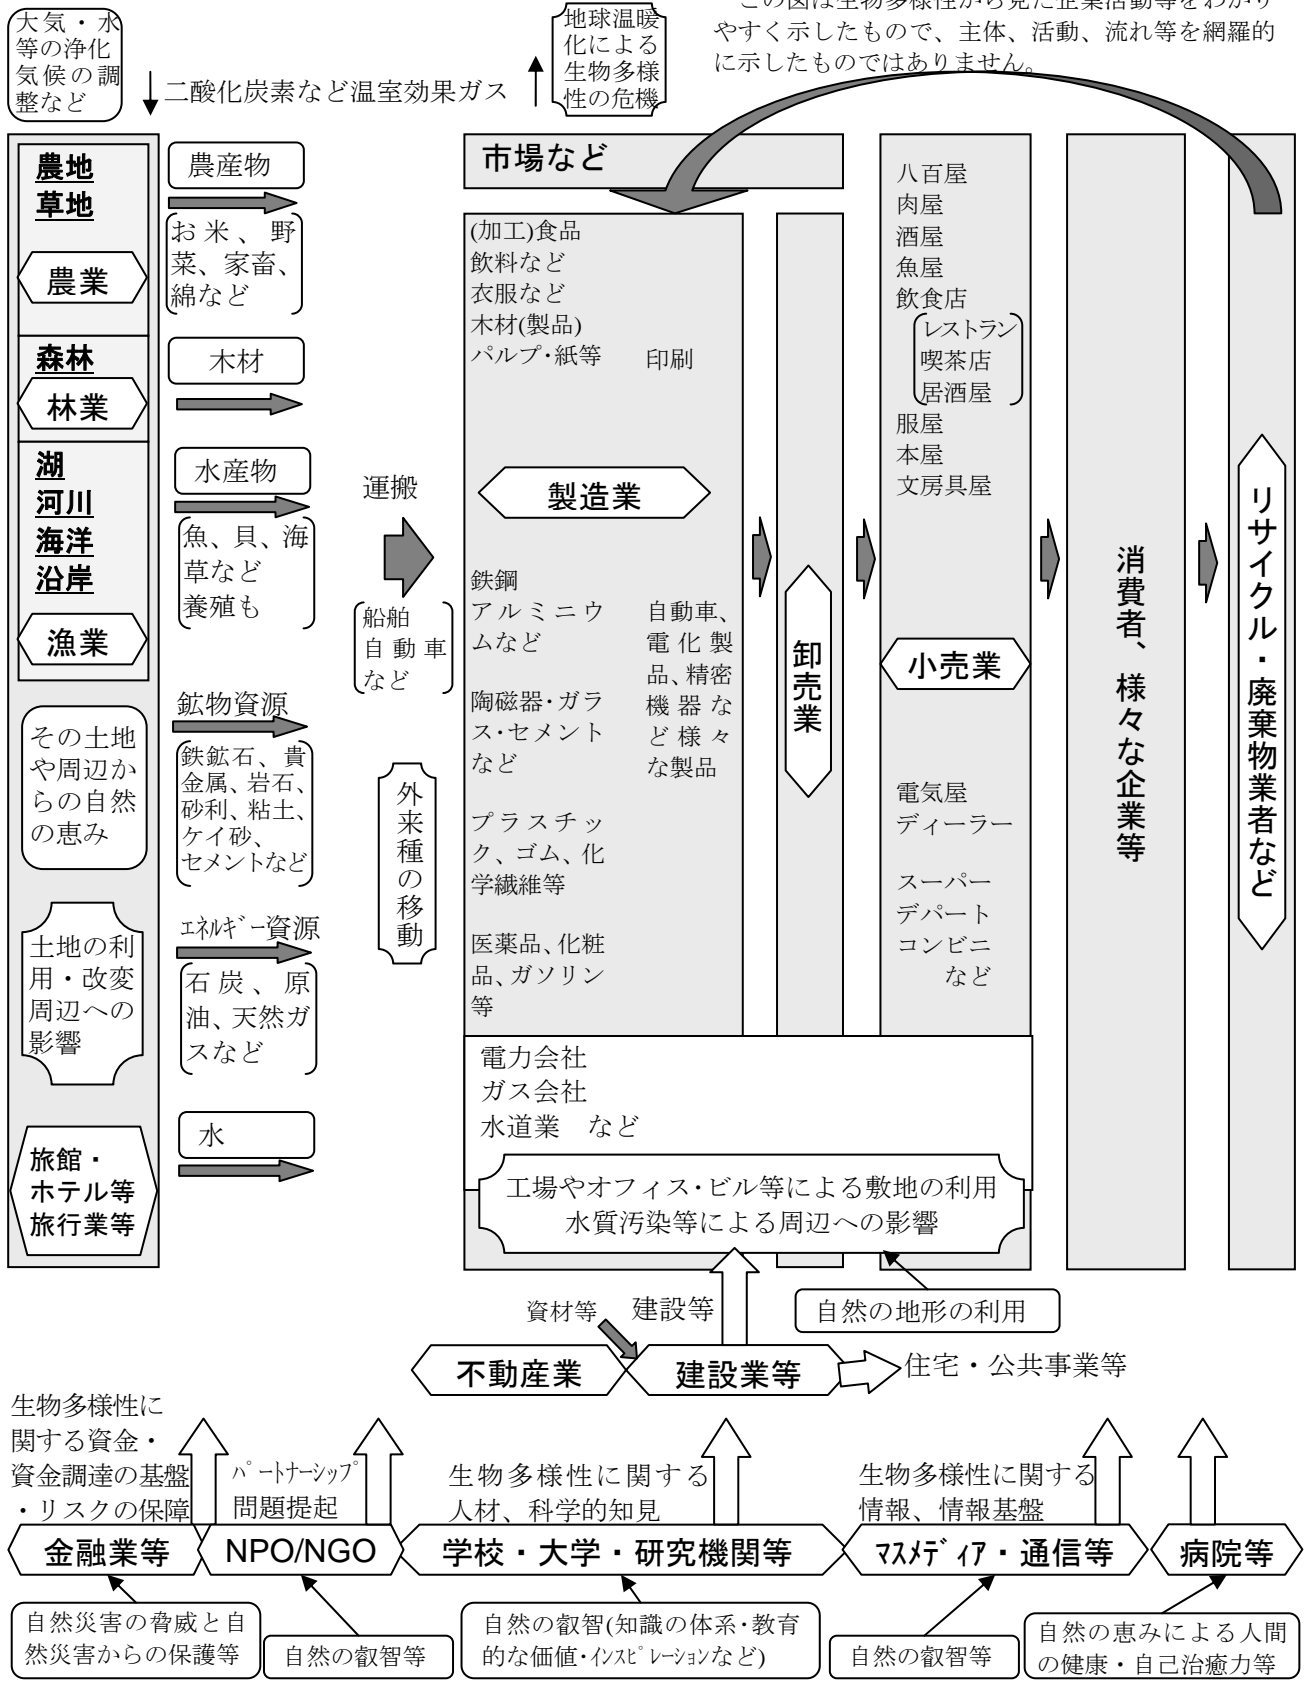 大気・水
等の浄化
気候の調
整など
二酸化炭素など温室効果ガス
地球温暖
化による
生物多様
性の危機
この図は生物多様性から見た企業活動等をわかり
やすく示したもので、主体、活動、流れ等を網羅的
に示したものではありません。
農地
草地
農業
森林
林業
湖
河川
海洋
沿岸
漁業
その土地
や周辺か
らの自然
の恵み
土地の利
用・改変
周辺への
影響
旅館・
ホテル等
旅行業等
農産物
お米、野
菜、家畜、
綿など
木材
水産物
魚、貝、海
草など
養殖も
鉱物資源
鉄鉱石、貴
金属、岩石、
砂利、粘土、
ケイ砂、
セメントなど
エネルギー資源
石炭、原
油、天然ガ
スなど
水
運搬
船舶
自動車
など
外来種の移動
市場など
(加工)食品
飲料など
衣服など
木材(製品)
パルプ・紙等
印刷
製造業
鉄鋼
アルミニウ
ムなど
陶磁器・ガラ
ス・セメント
など
プラスチッ
ク、ゴム、化
学繊維等
医薬品、化粧
品、ガソリン
等
自動車、
電化製
品、精密
機器な
ど様々
な製品
卸売業
八百屋
肉屋
酒屋
魚屋
飲食店
レストラン
喫茶店
居酒屋
服屋
本屋
文房具屋
小売業
電気屋
ディーラー
スーパー
デパート
コンビニ
など
消費者、様々な企業等
リサイクル・廃棄物業者など
電力会社
ガス会社
水道業　など
工場やオフィス・ビル等による敷地の利用
水質汚染等による周辺への影響
自然の地形の利用
資材等
建設等
不動産業
建設業等
住宅・公共事業等
生物多様性に
関する資金・
資金調達の基盤
・リスクの保障
パートナーシップ
問題提起
生物多様性に関する
人材、科学的知見
生物多様性に関する
情報、情報基盤
金融業等
NPO/NGO
学校・大学・研究機関等
マスメディア・通信等
病院等
自然災害の脅威と自
然災害からの保護等
自然の叡智等
自然の叡智(知識の体系・教育
的な価値・インスピレーションなど)
自然の叡智等
自然の恵みによる人間
の健康・自己治癒力等